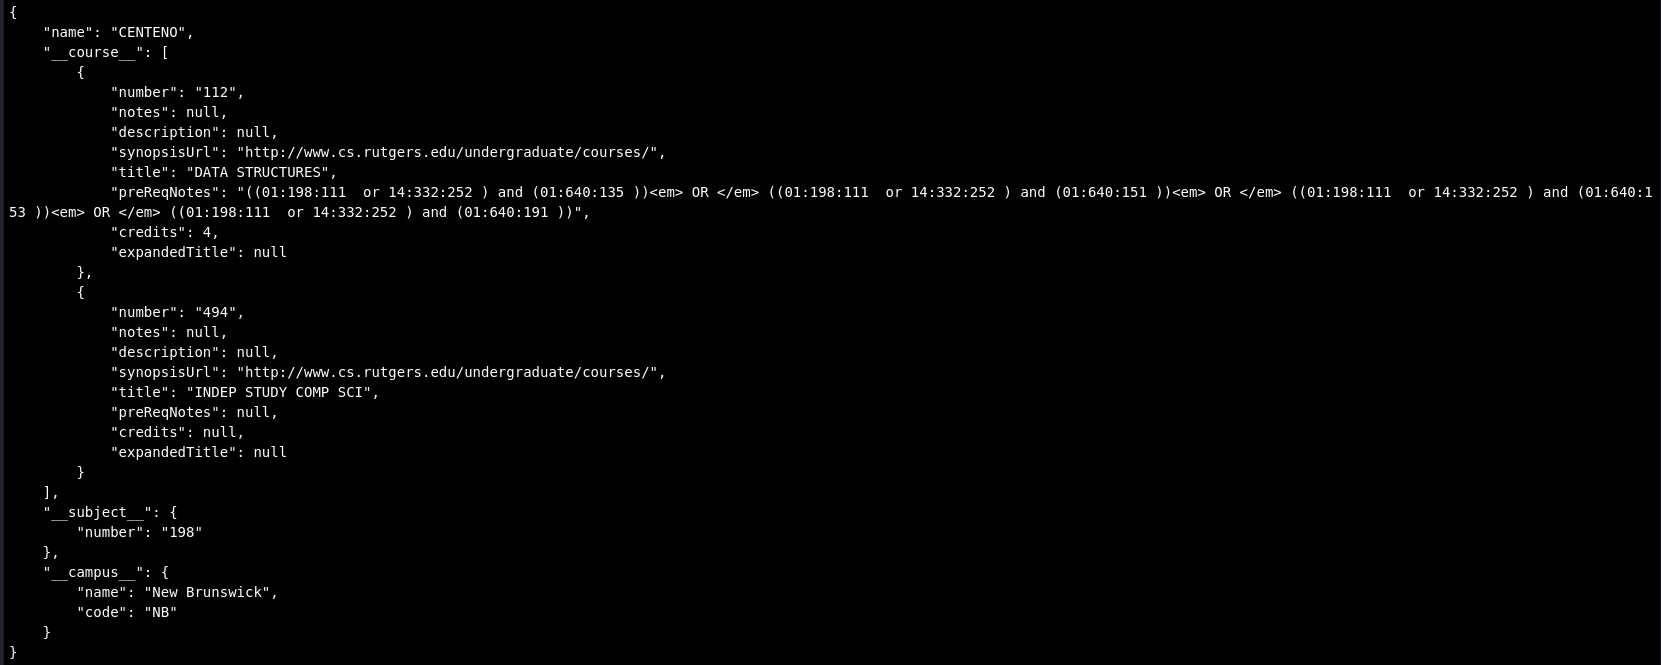 {
    "name": "CENTENO",
    "__course__": [
        {
            "number": "112",
            "notes": null,
            "description": null,
            "synopsisUrl": "http://www.cs.rutgers.edu/undergraduate/courses/",
            "title": "DATA STRUCTURES",
            "preReqNotes": "((01:198:111  or 14:332:252 ) and (01:640:135 ))<em> OR </em> ((01:198:111  or 14:332:252 ) and (01:640:151 ))<em> OR </em> ((01:198:111  or 14:332:252 ) and (01:640:1
53 ))<em> OR </em> ((01:198:111  or 14:332:252 ) and (01:640:191 ))",
            "credits": 4,
            "expandedTitle": null
        },
        {
            "number": "494",
            "notes": null,
            "description": null,
            "synopsisUrl": "http://www.cs.rutgers.edu/undergraduate/courses/",
            "title": "INDEP STUDY COMP SCI",
            "preReqNotes": null,
            "credits": null,
            "expandedTitle": null
        }
    ],
    "__subject__": {
        "number": "198"
    },
    "__campus__": {
        "name": "New Brunswick",
        "code": "NB"
    }
}